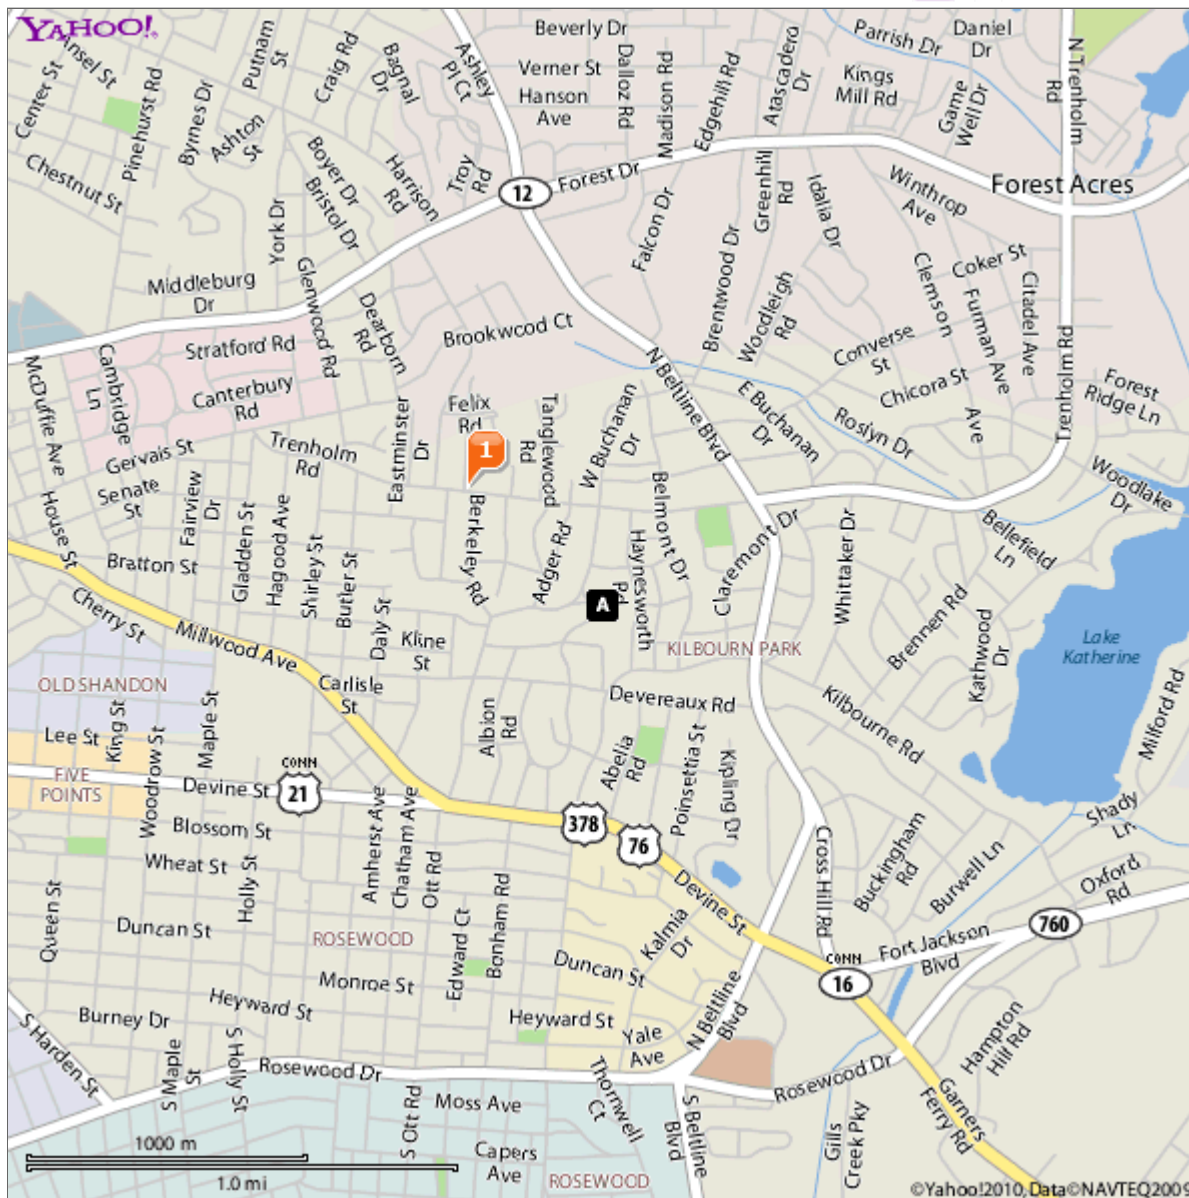 YAHOO!
Ansel St
Center St
Pinehurst Rd
Chestnut St
Bynes Dr
Putnam St
Ashton St
Craig Rd
Bagnal Dr
Boyer Dr
Bristol Dr
Harrison Rd
York Dr
Ashley Pl Ct
Troy Rd
12
Forest Dr
Beverly Dr
Verner St
Hanson Ave
Dalloz Rd
Madison Rd
Edgehill Rd
Atascadero Dr
Parrish Dr
Daniel Dr
Kings Mill Rd
Game Well Dr
N Trenholm Rd
Forest Acres
Winthrop Ave
Greenhill Rd
Idalia Dr
Falcon Dr
Brentwood Dr
Woodleigh Rd
Clemson Ave
Coker St
Furman Ave
Citadel Ave
Converse St
Chicora St
Forest Ridge Ln
Trenholm Rd
Roslyn Dr
Middleburg Dr
Glenwood Rd
Dearborn Rd
Stratford Rd
Canterbury Rd
Cambridge Ln
McDuffie Ave
Gervais St
Trenholm Rd
Eastminster Dr
Brookwood Ct
Felix Rd
Tanglewood Rd
W Buchanan Dr
N Beltline Blvd
E Buchanan Dr
1
Senate St
House St
Fairview Dr
Gladden St
Hagood Ave
Shirley St
Butler St
Bratton St
Berkeley Rd
Adger Rd
Belmont Dr
Haynesworth Rd
Claremont Dr
Whittaker Dr
Bellefield Ln
Woodlake Dr
A
Brennen Rd
Kathwood Dr
Lake Katherine
Cherry St
Millwood Ave
Daly St
Kline St
Carlisle St
KILBOURN PARK
Kilbourne Rd
Milford Rd
OLD SHANDON
Devereaux Rd
Albion Rd
Abelia Rd
Poinsettia St
Kipling Dr
Lee St
King St
Woodrow St
Maple St
FIVE POINTS
Devine St
CONN
21
Blossom St
Wheat St
Holly St
Amherst Ave
Chatham Ave
Ott Rd
378
76
Devine St
Cross Hill Rd
Buckingham Rd
Burwell Ln
Shady Ln
Oxford Rd
760
Fort Jackson Blvd
CONN
16
Queen St
Duncan St
ROSEWOOD
Edward Ct
Bonham Rd
Kalmia Dr
Duncan St
Monroe St
Heyward St
Heyward St
Yale Ave
N Beltline Blvd
Burney Dr
S Harden St
S Maple St
S Holly St
Rosewood Dr
Rosewood Dr
Hampton Hill Rd
Garners Ferry Rd
Gills Creek Pky
Thornwell Ct
S Beltline Blvd
S Ott Rd
Moss Ave
Capers Ave
ROSEWOOD
1000 m
1.0 mi
©Yahoo!2010, Data©NAVTEQ2009